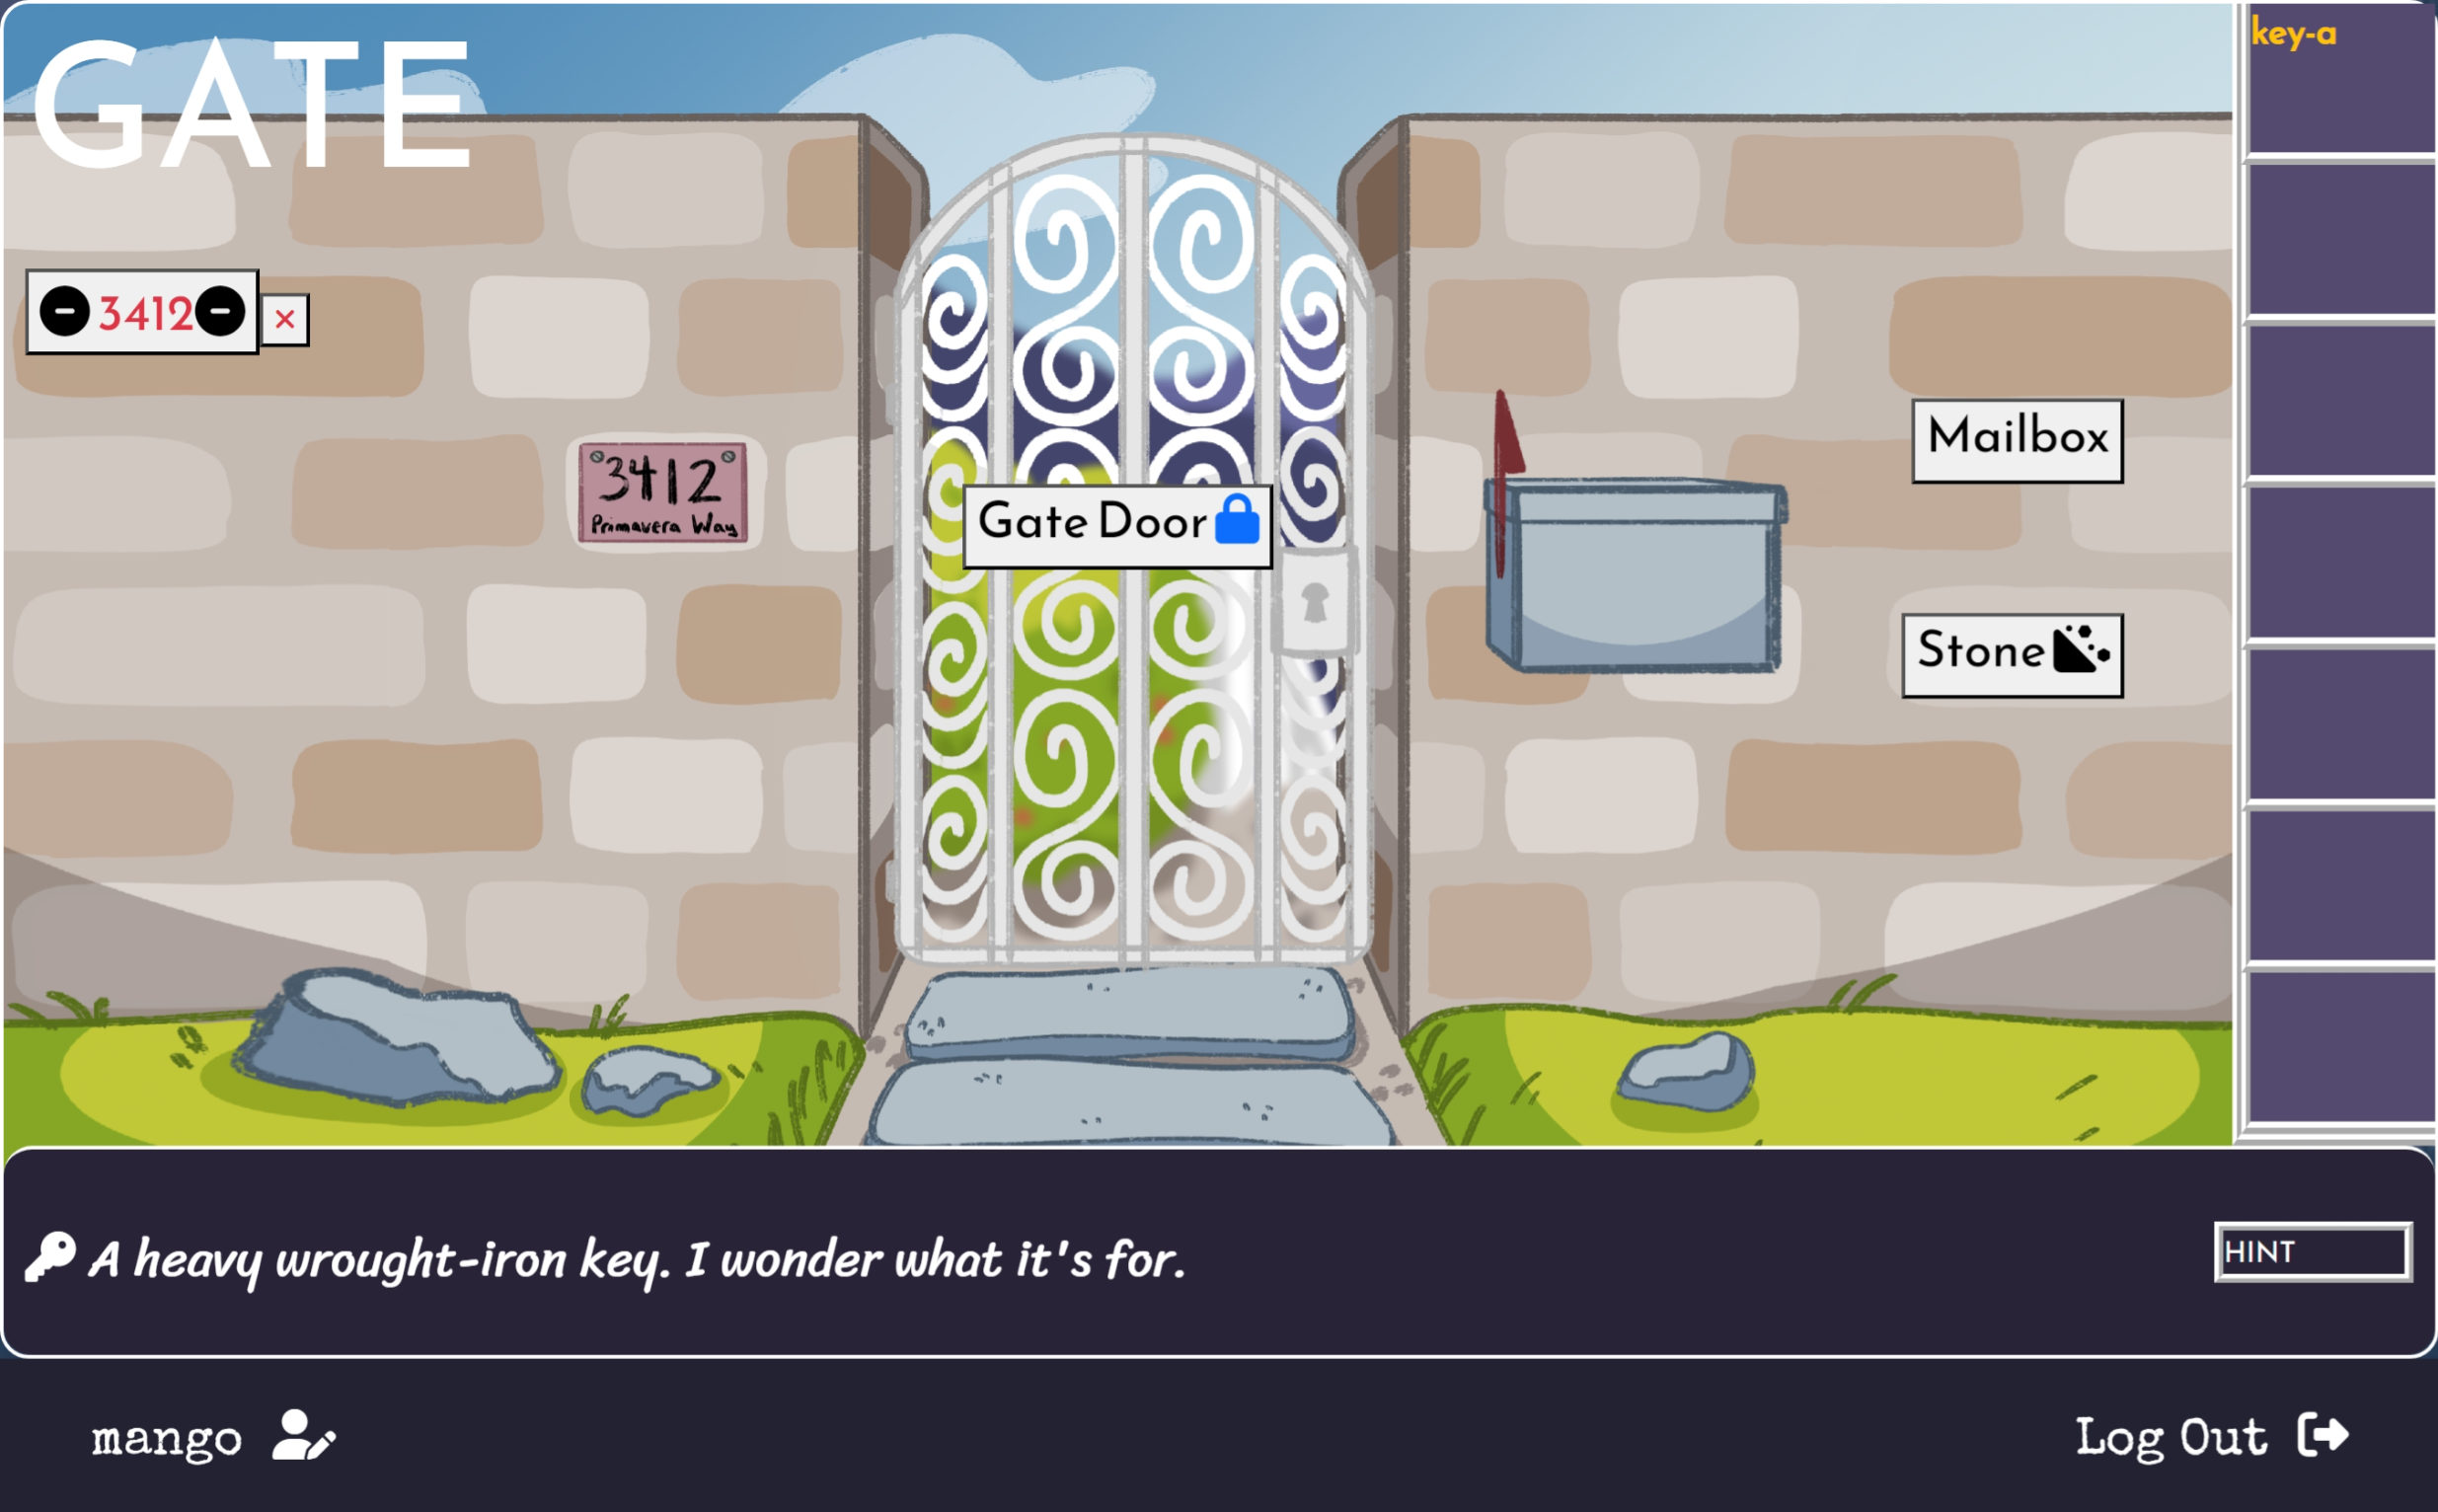 GATE
key-a
3412
×
Mailbox
3412
Primavera Way
Gate Door
Stone
A heavy wrought-iron key. I wonder what it's for.
HINT
mango
Log Out